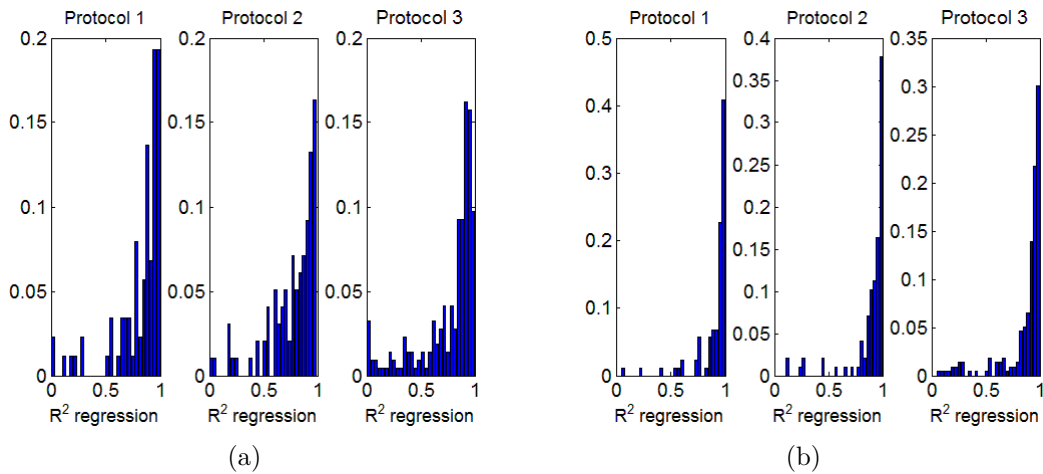 Protocol 1 Protocol 2 Protocol 3
0.2 0.2 0.2
0.15 0.15 0.15
0.1 0.1 0.1
0.05 0.05 0.05
0 0 0
0 0.5 1 0 0.5 1 0 0.5 1
R² regression R² regression R² regression
(a)
Protocol 1 Protocol 2 Protocol 3
0.5 0.4 0.35
0.4 0.35 0.3
0.3 0.3 0.25
0.2 0.25 0.2
0.1 0.2 0.15
0 0.15 0.1
0.1 0.05
0.05 0
0
0 0.5 1 0 0.5 1 0 0.5 1
R² regression R² regression R² regression
(b)